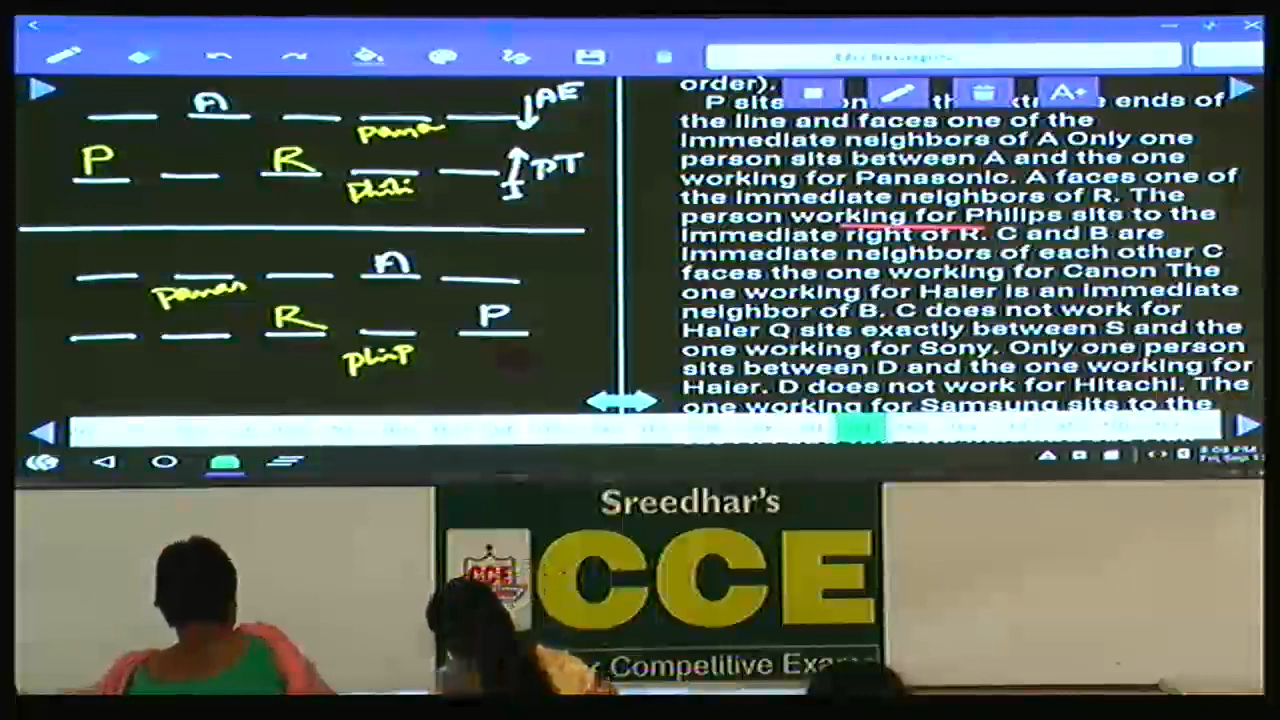 A
↓AE
pana
P R ↑PT
phili
A
panas
R P
phlip
order).
P sits on ends of
the line and faces one of the
immediate neighbors of A Only one
person sits between A and the one
working for Panasonic. A faces one of
the immediate neighbors of R. The
person working for Philips sits to the
immediate right of R. C and B are
immediate neighbors of each other C
faces the one working for Canon The
one working for Haier is an immediate
neighbor of B. C does not work for
Haier Q sits exactly between S and the
one working for Sony. Only one person
sits between D and the one working for
Haier. D does not work for Hitachi. The
one working for Samsung sits to the
A+
Sreedhar's
CCE
CCE
Competitive